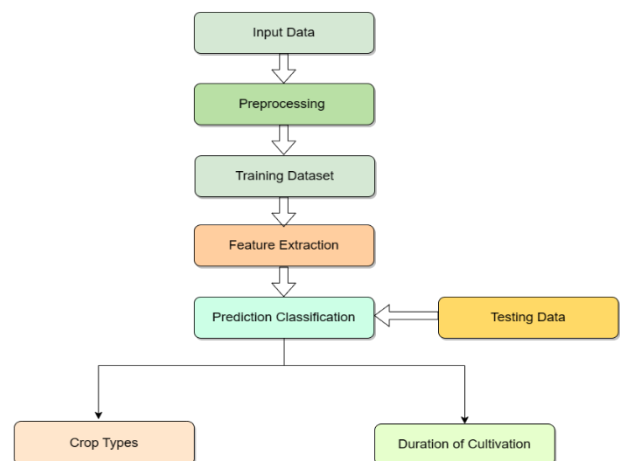 Input Data
Preprocessing
Training Dataset
Feature Extraction
Prediction Classification
Testing Data
Crop Types
Duration of Cultivation